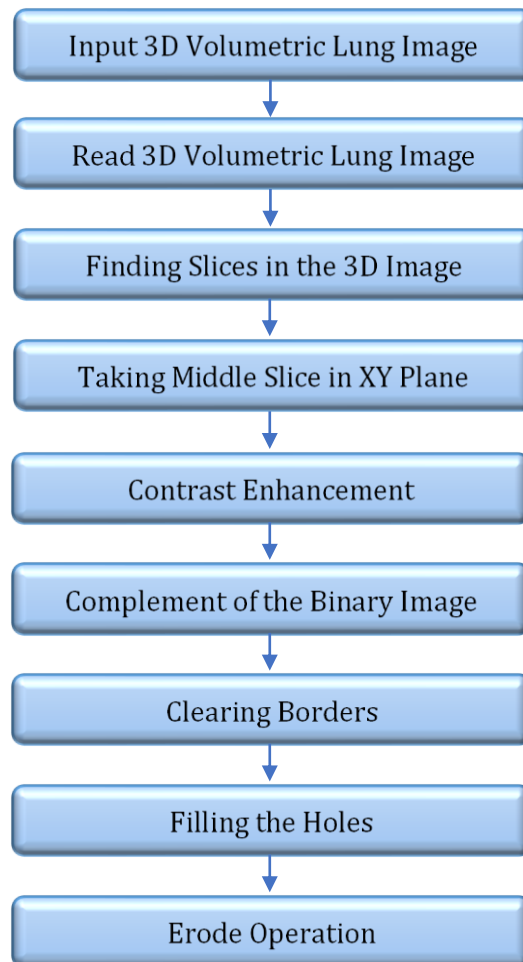 Input 3D Volumetric Lung Image
Read 3D Volumetric Lung Image
Finding Slices in the 3D Image
Taking Middle Slice in XY Plane
Contrast Enhancement
Complement of the Binary Image
Clearing Borders
Filling the Holes
Erode Operation